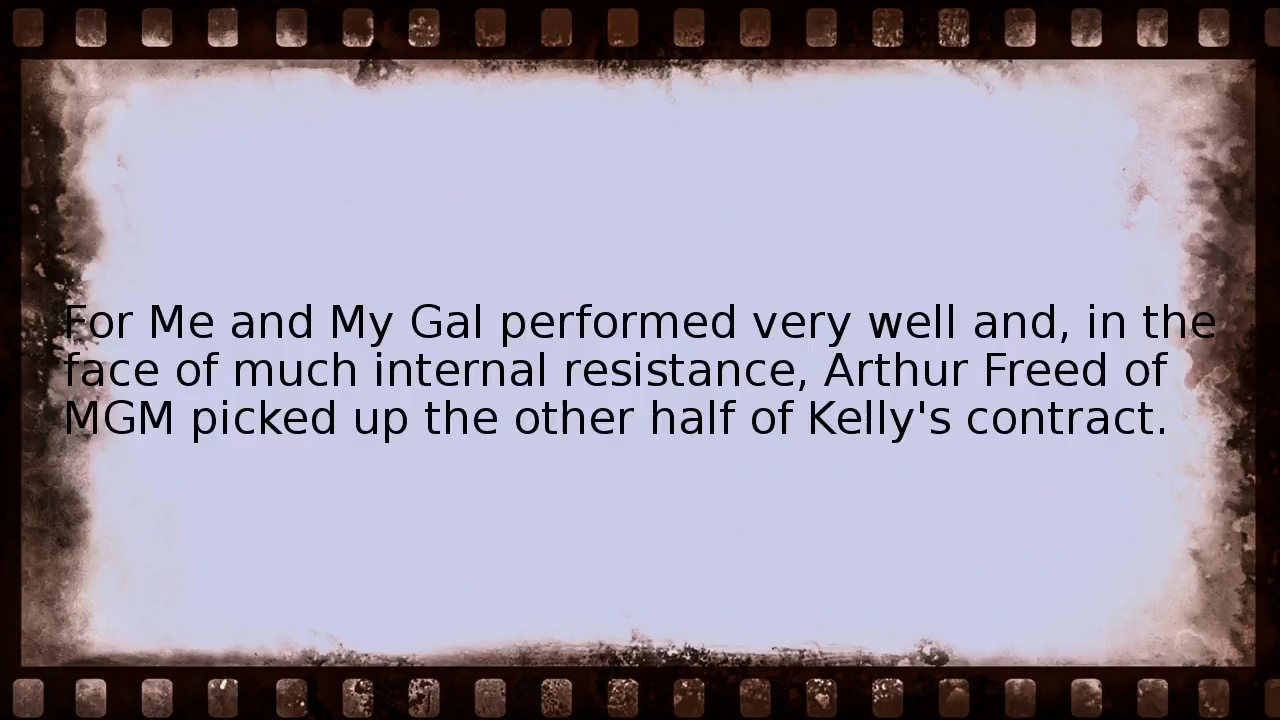 For Me and My Gal performed very well and, in the
face of much internal resistance, Arthur Freed of
MGM picked up the other half of Kelly's contract.